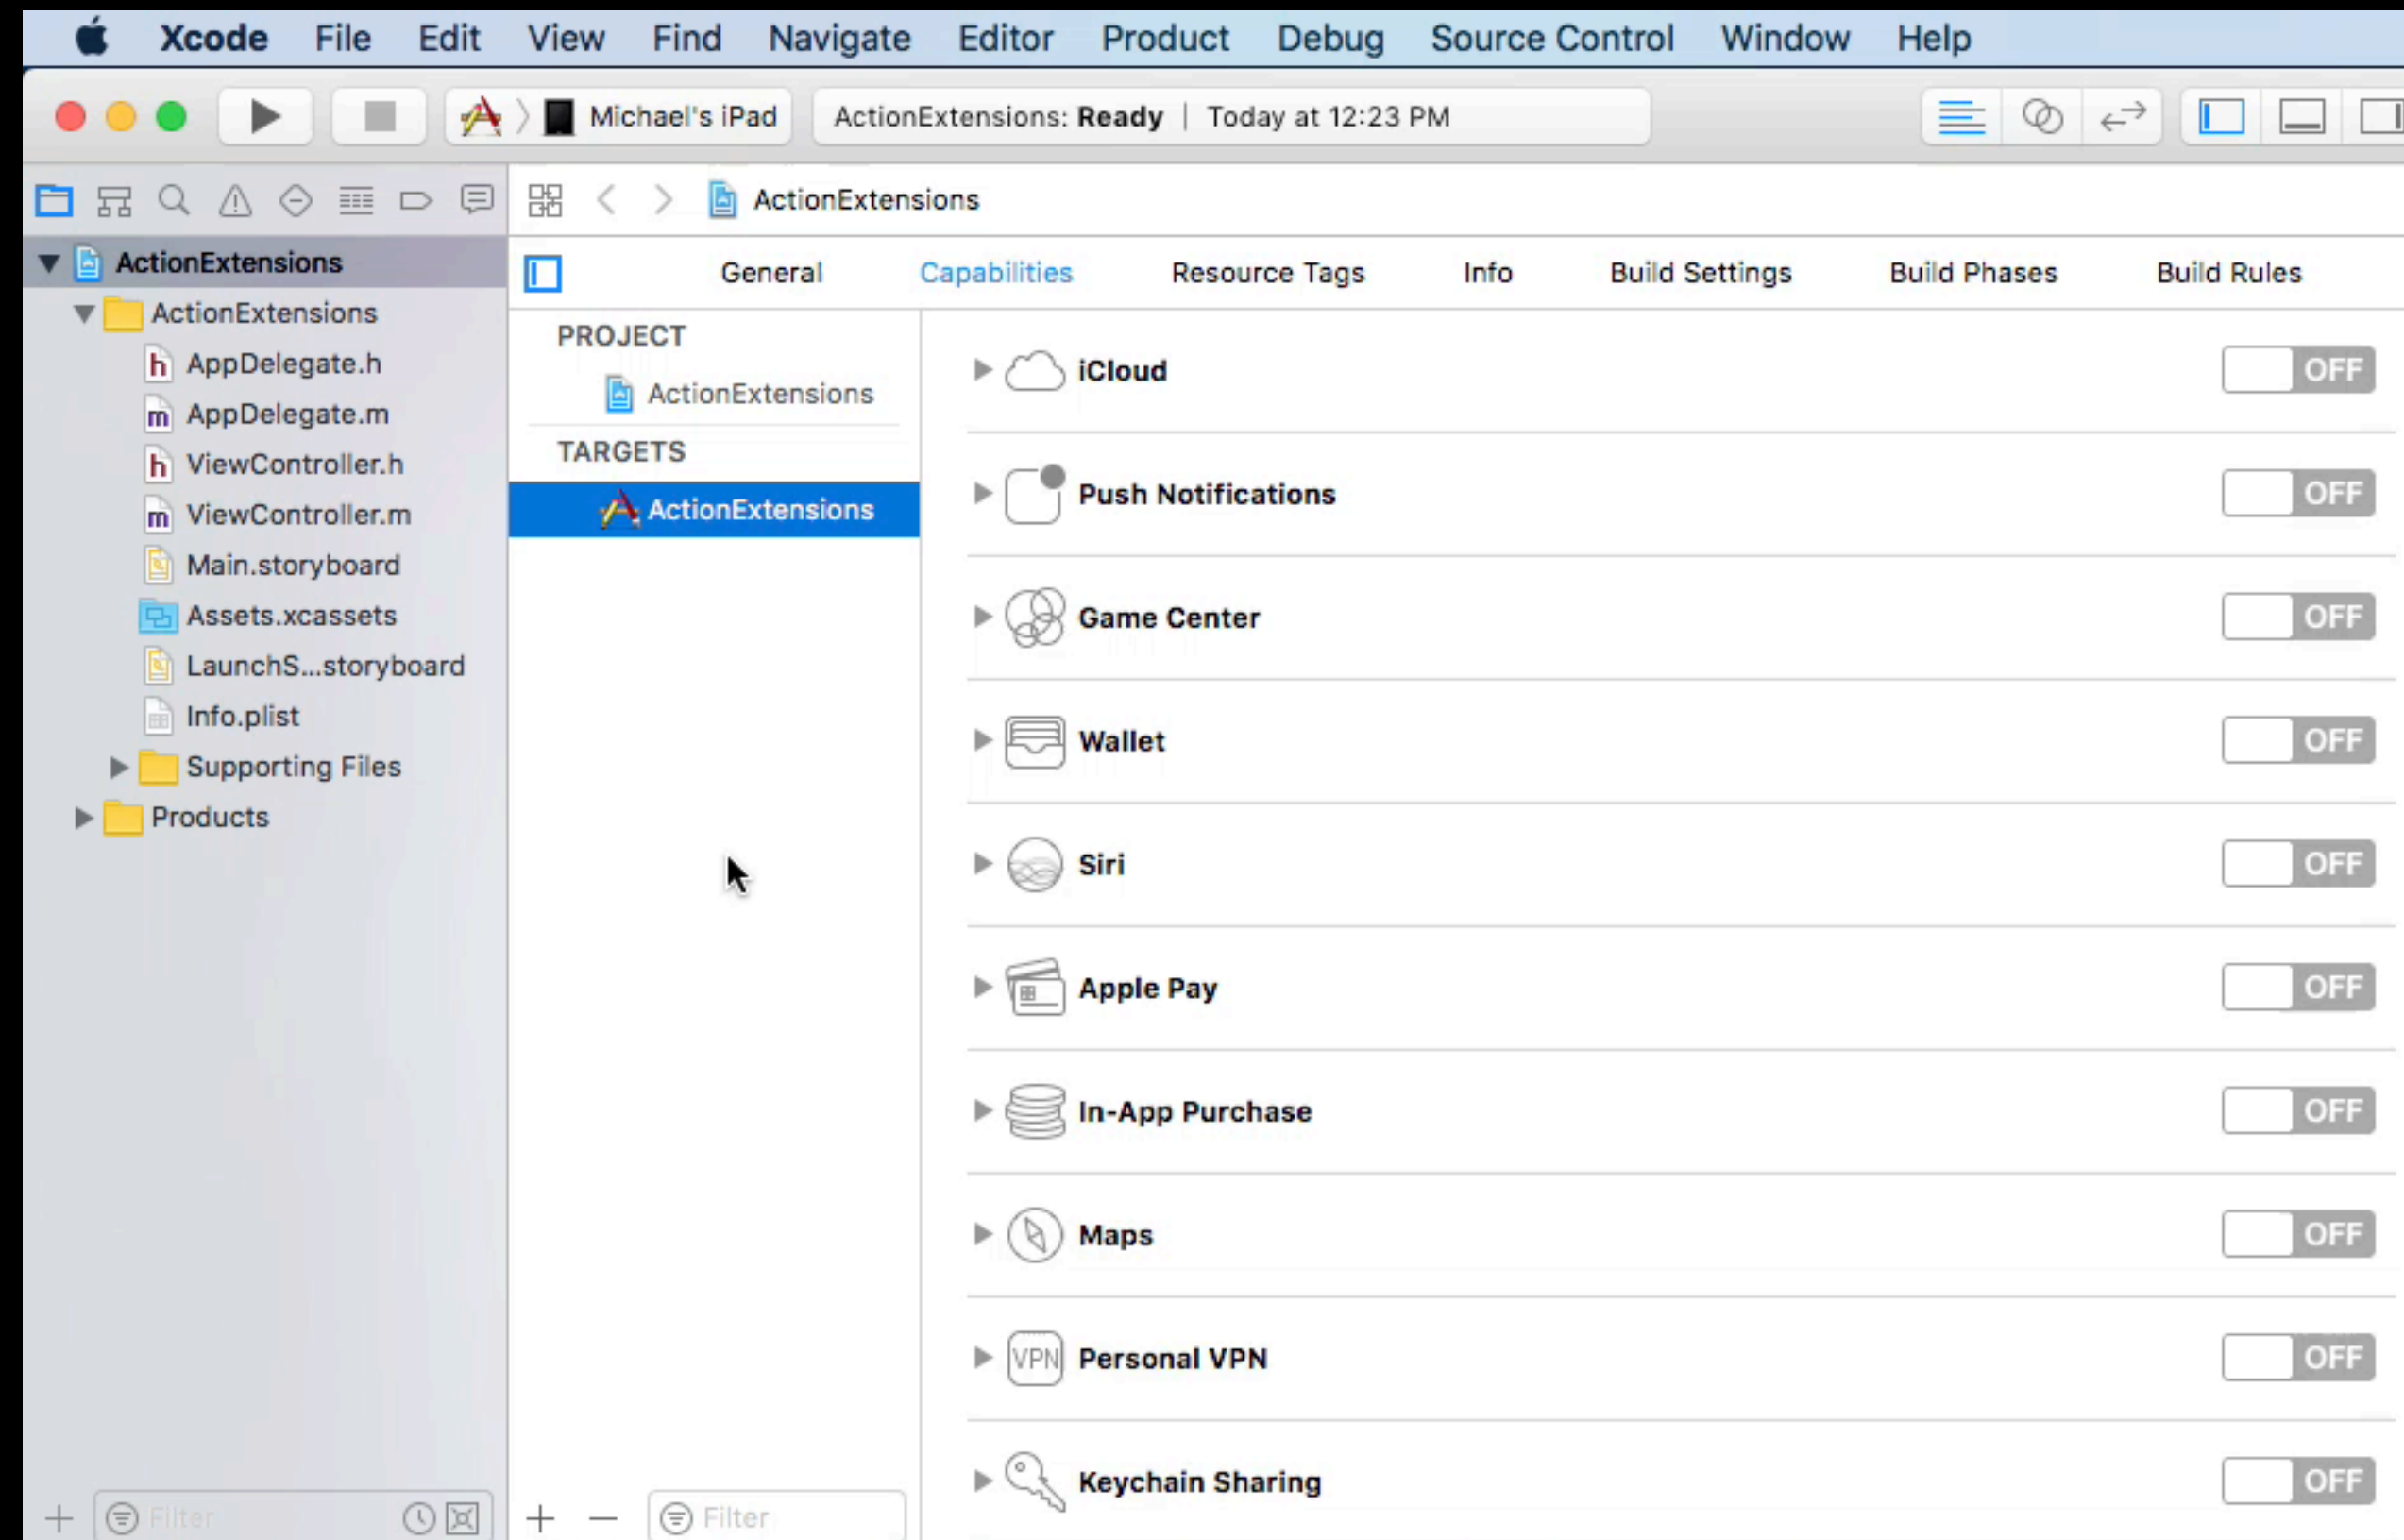 Xcode File Edit View Find Navigate Editor Product Debug Source Control Window Help
Michael's iPad
ActionExtensions: Ready | Today at 12:23 PM
ActionExtensions
ActionExtensions
General Capabilities Resource Tags Info Build Settings Build Phases Build Rules
ActionExtensions
h AppDelegate.h
m AppDelegate.m
h ViewController.h
m ViewController.m
Main.storyboard
Assets.xcassets
LaunchS...storyboard
Info.plist
Supporting Files
Products
Filter
PROJECT
ActionExtensions
TARGETS
ActionExtensions
Filter
iCloud OFF
Push Notifications OFF
Game Center OFF
Wallet OFF
Siri OFF
Apple Pay OFF
In-App Purchase OFF
Maps OFF
VPN Personal VPN OFF
Keychain Sharing OFF